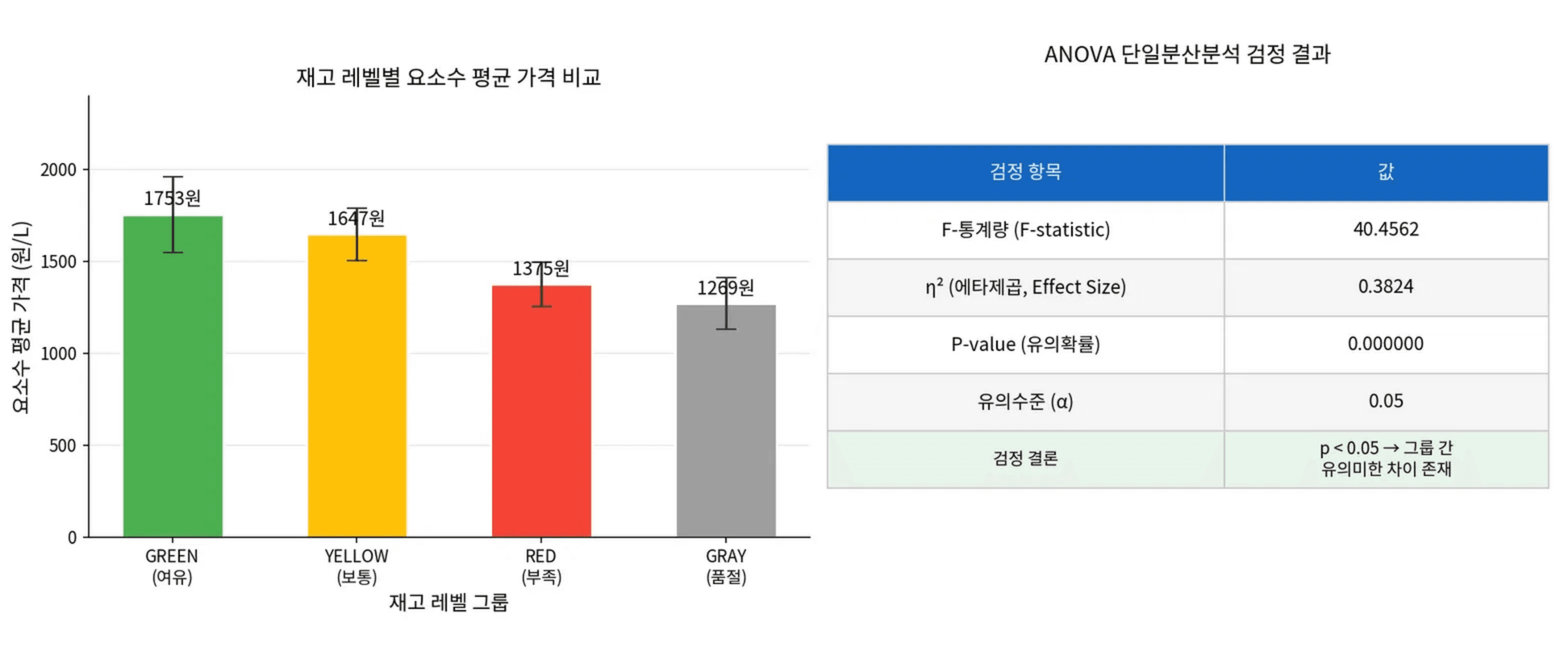 재고 레벨별 요소수 평균 가격 비교
요소수 평균 가격 (원/L)
2000
1500
1000
500
0
1753원
1647원
1375원
1269원
GREEN
(여유)
YELLOW
(보통)
RED
(부족)
GRAY
(품절)
재고 레벨 그룹
ANOVA 단일분산분석 검정 결과
검정 항목 값
F-통계량 (F-statistic) 40.4562
η² (에타제곱, Effect Size) 0.3824
P-value (유의확률) 0.000000
유의수준 (α) 0.05
검정 결론 p < 0.05 → 그룹 간
유의미한 차이 존재